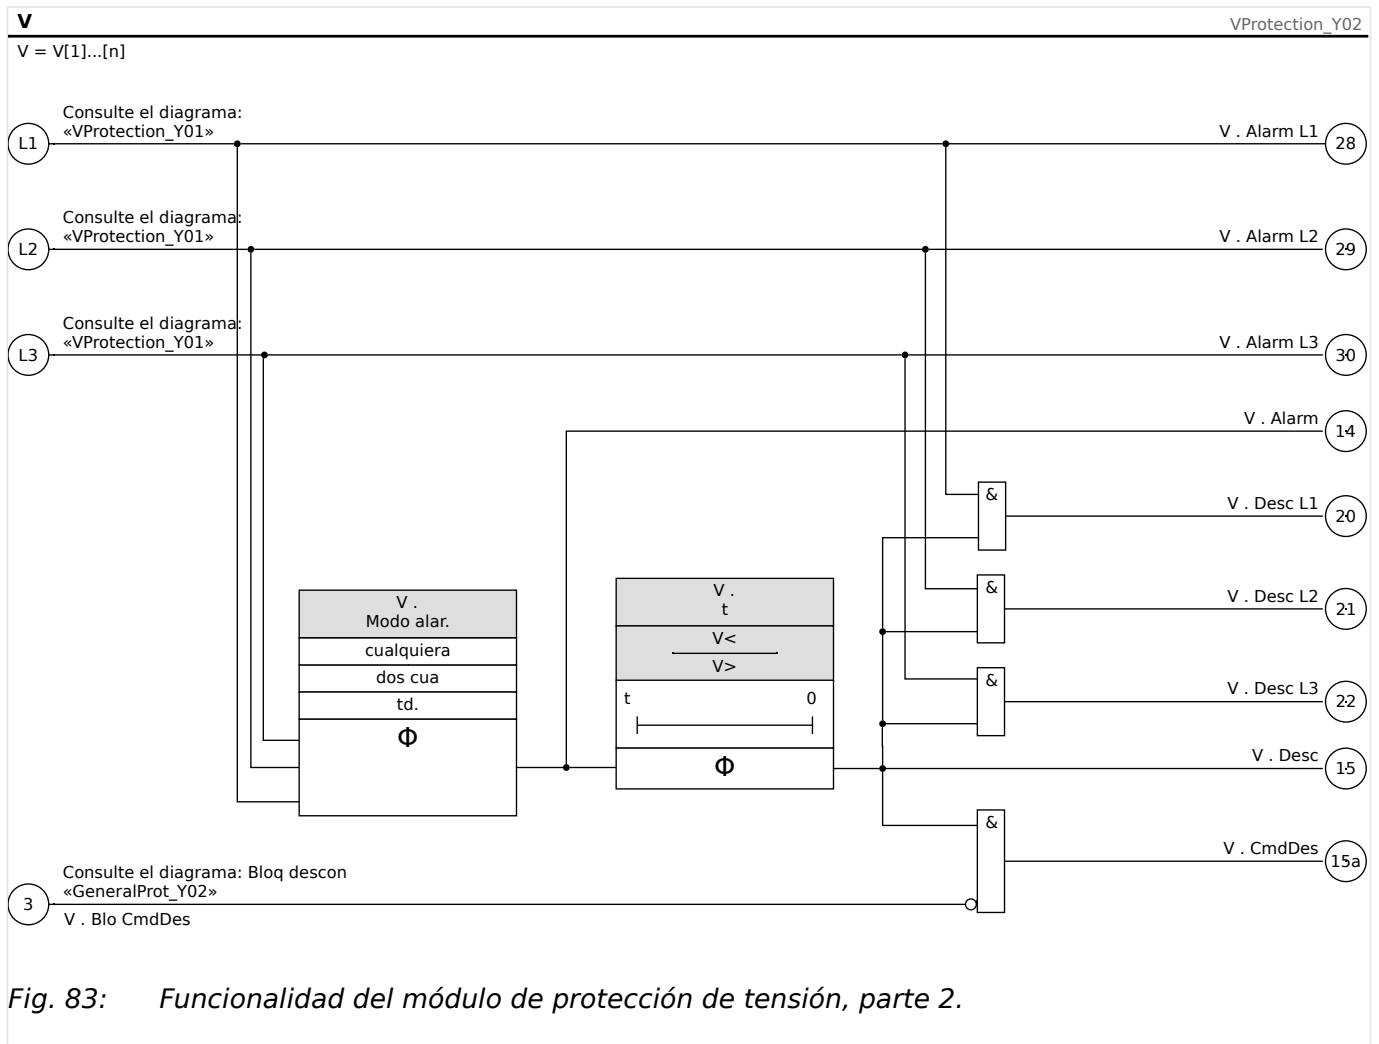 V
VProtection_Y02
V = V[1]...[n]
Consulte el diagrama:
«VProtection_Y01»
L1
V . Alarm L1
28
Consulte el diagrama:
«VProtection_Y01»
L2
V . Alarm L2
29
Consulte el diagrama:
«VProtection_Y01»
L3
V . Alarm L3
30
V . Alarm
14
&
V . Desc L1
20
&
V . Desc L2
21
&
V . Desc L3
22
V .
Modo alar.
cualquiera
dos cua
td.
Φ
V .
t
V<
V>
t 0
Φ
V . Desc
15
&
V . CmdDes
15a
Consulte el diagrama: Bloq descon
«GeneralProt_Y02»
3
V . Blo CmdDes
Fig. 83: Funcionalidad del módulo de protección de tensión, parte 2.